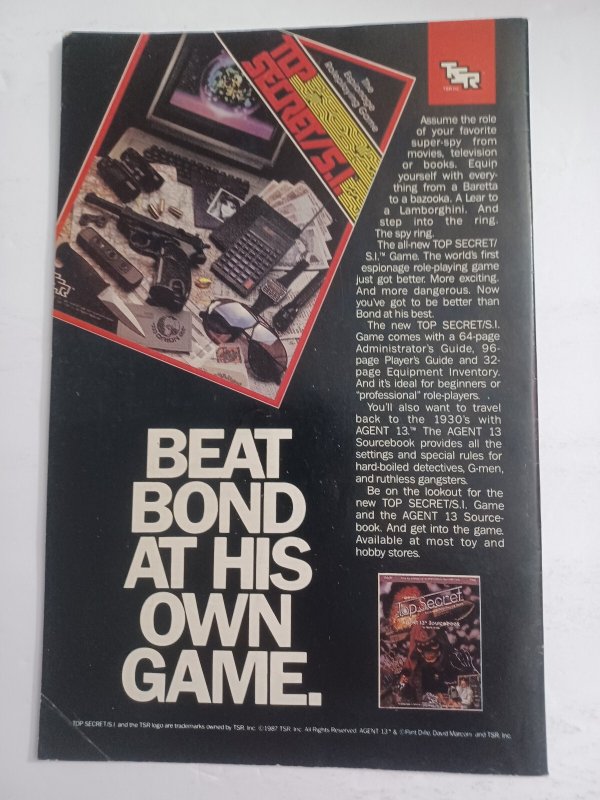 TSR
TSR, Inc.
TOP
SECRET/S.I.
The
Espionage
Roleplaying Game
Assume the role
of your favorite
super-spy from
movies, television
or books. Equip
yourself with every-
thing from a Baretta
to a bazooka. A Lear to
a Lamborghini. And
step into the ring.
The spy ring.
The all-new TOP SECRET/
S.I.™ Game. The world's first
espionage role-playing game
just got better. More exciting.
And more dangerous. Now
you've got to be better than
Bond at his best.
The new TOP SECRET/S.I.
Game comes with a 64-page
Administrator's Guide, 96-
page Player's Guide and 32-
page Equipment Inventory.
And it's ideal for beginners or
"professional" role-players.
You'll also want to travel
back to the 1930's with
AGENT 13.™ The AGENT 13
Sourcebook provides all the
settings and special rules for
hard-boiled detectives, G-men,
and ruthless gangsters.
Be on the lookout for the
new TOP SECRET/S.I. Game
and the AGENT 13 Source-
book. And get into the game.
Available at most toy and
hobby stores.
BEAT
BOND
AT HIS
OWN
GAME.
Top Secret
AGENT 13™ Sourcebook
TOP SECRET/S.I. and the TSR logo are trademarks owned by TSR, Inc. ©1987 TSR, Inc. All Rights Reserved. AGENT 13™ & ©Flint Dille, David Marconi and TSR, Inc.